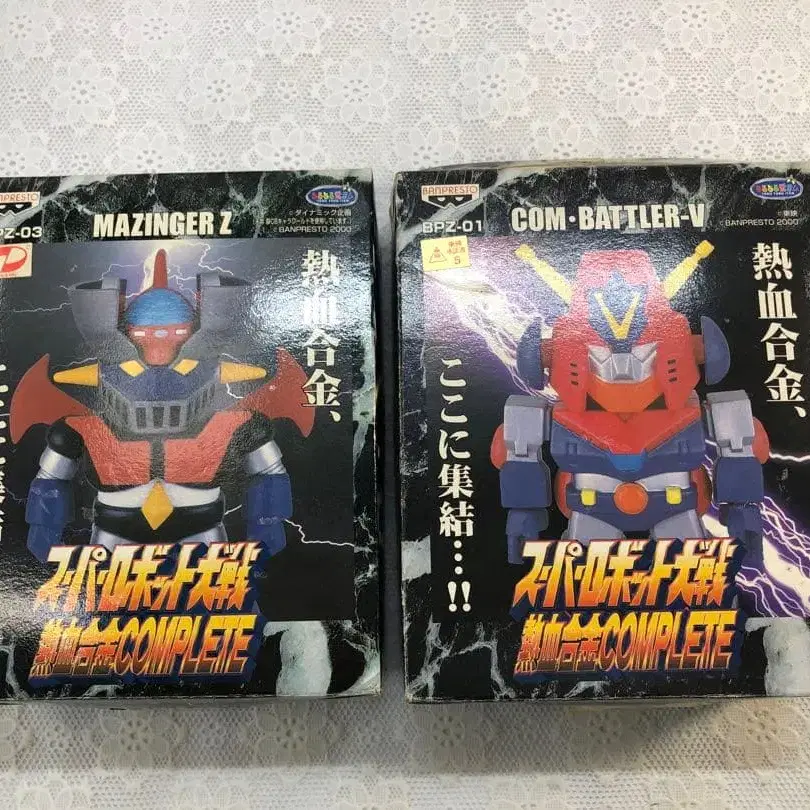 BANPRESTO
PZ-03
MAZINGER Z
ダイナミック企画
©BANPRESTO 2000
熱血合金、
スーパーロボット大戦
熱血合金COMPLETE
BANPRESTO
BPZ-01
COM・BATTLER-V
©東映
©BANPRESTO 2000
5
熱血合金、
ここに集結…!!
スーパーロボット大戦
熱血合金COMPLETE